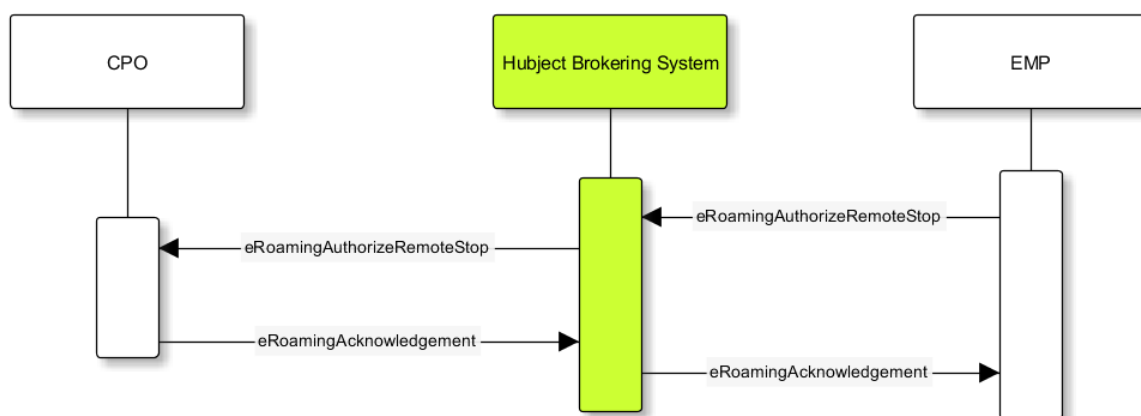 CPO
Hubject Brokering System
EMP
eRoamingAuthorizeRemoteStop
eRoamingAuthorizeRemoteStop
eRoamingAcknowledgement
eRoamingAcknowledgement